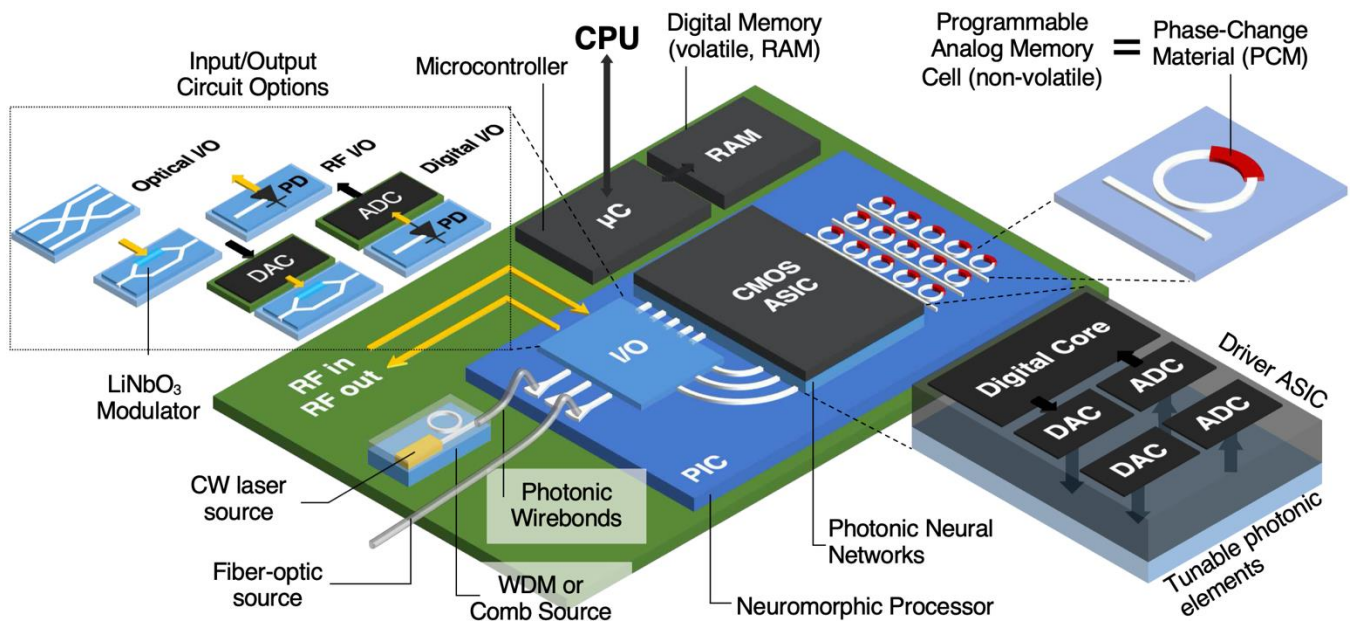 Input/Output
Circuit Options
Optical I/O
RF I/O
Digital I/O
PD
ADC
PD
DAC
LiNbO₃
Modulator
CPU
Microcontroller
Digital Memory
(volatile, RAM)
RAM
µC
Programmable
Analog Memory
Cell (non-volatile)
=
Phase-Change
Material (PCM)
CMOS
ASIC
I/O
RF in
RF out
PIC
CW laser
source
Fiber-optic
source
Photonic
Wirebonds
WDM or
Comb Source
Photonic Neural
Networks
Neuromorphic Processor
Digital Core
ADC
ADC
DAC
DAC
Driver ASIC
Tunable photonic
elements